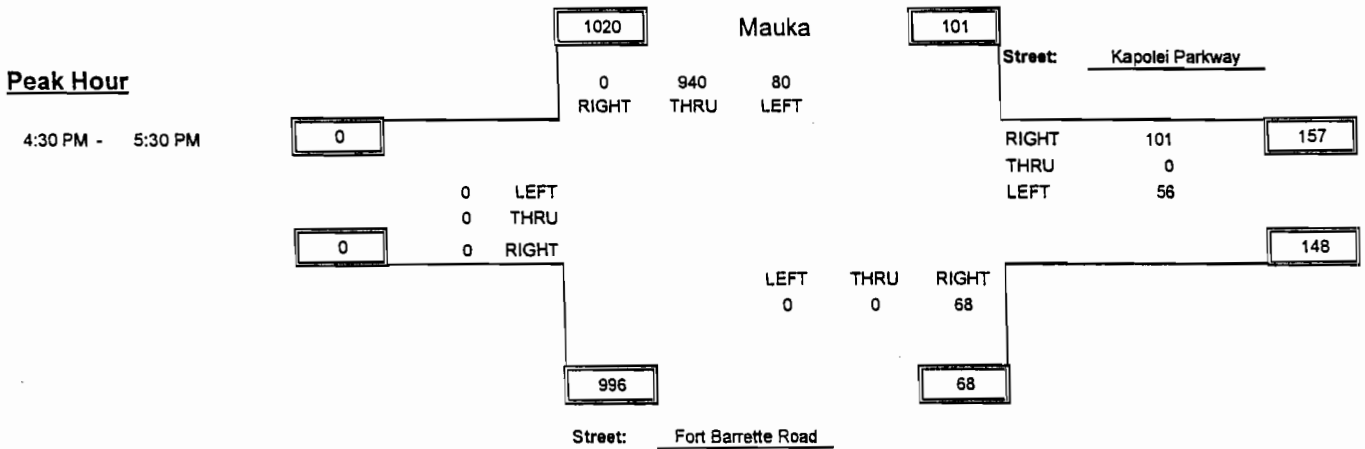 1020 Mauka 101
Street: Kapolei Parkway
Peak Hour
0 940 80
RIGHT THRU LEFT
4:30 PM - 5:30 PM
0
RIGHT 101
157
THRU 0
0 LEFT
LEFT 56
0 THRU
0
0 RIGHT
148
LEFT THRU RIGHT
0 0 68
996
68
Street: Fort Barrette Road